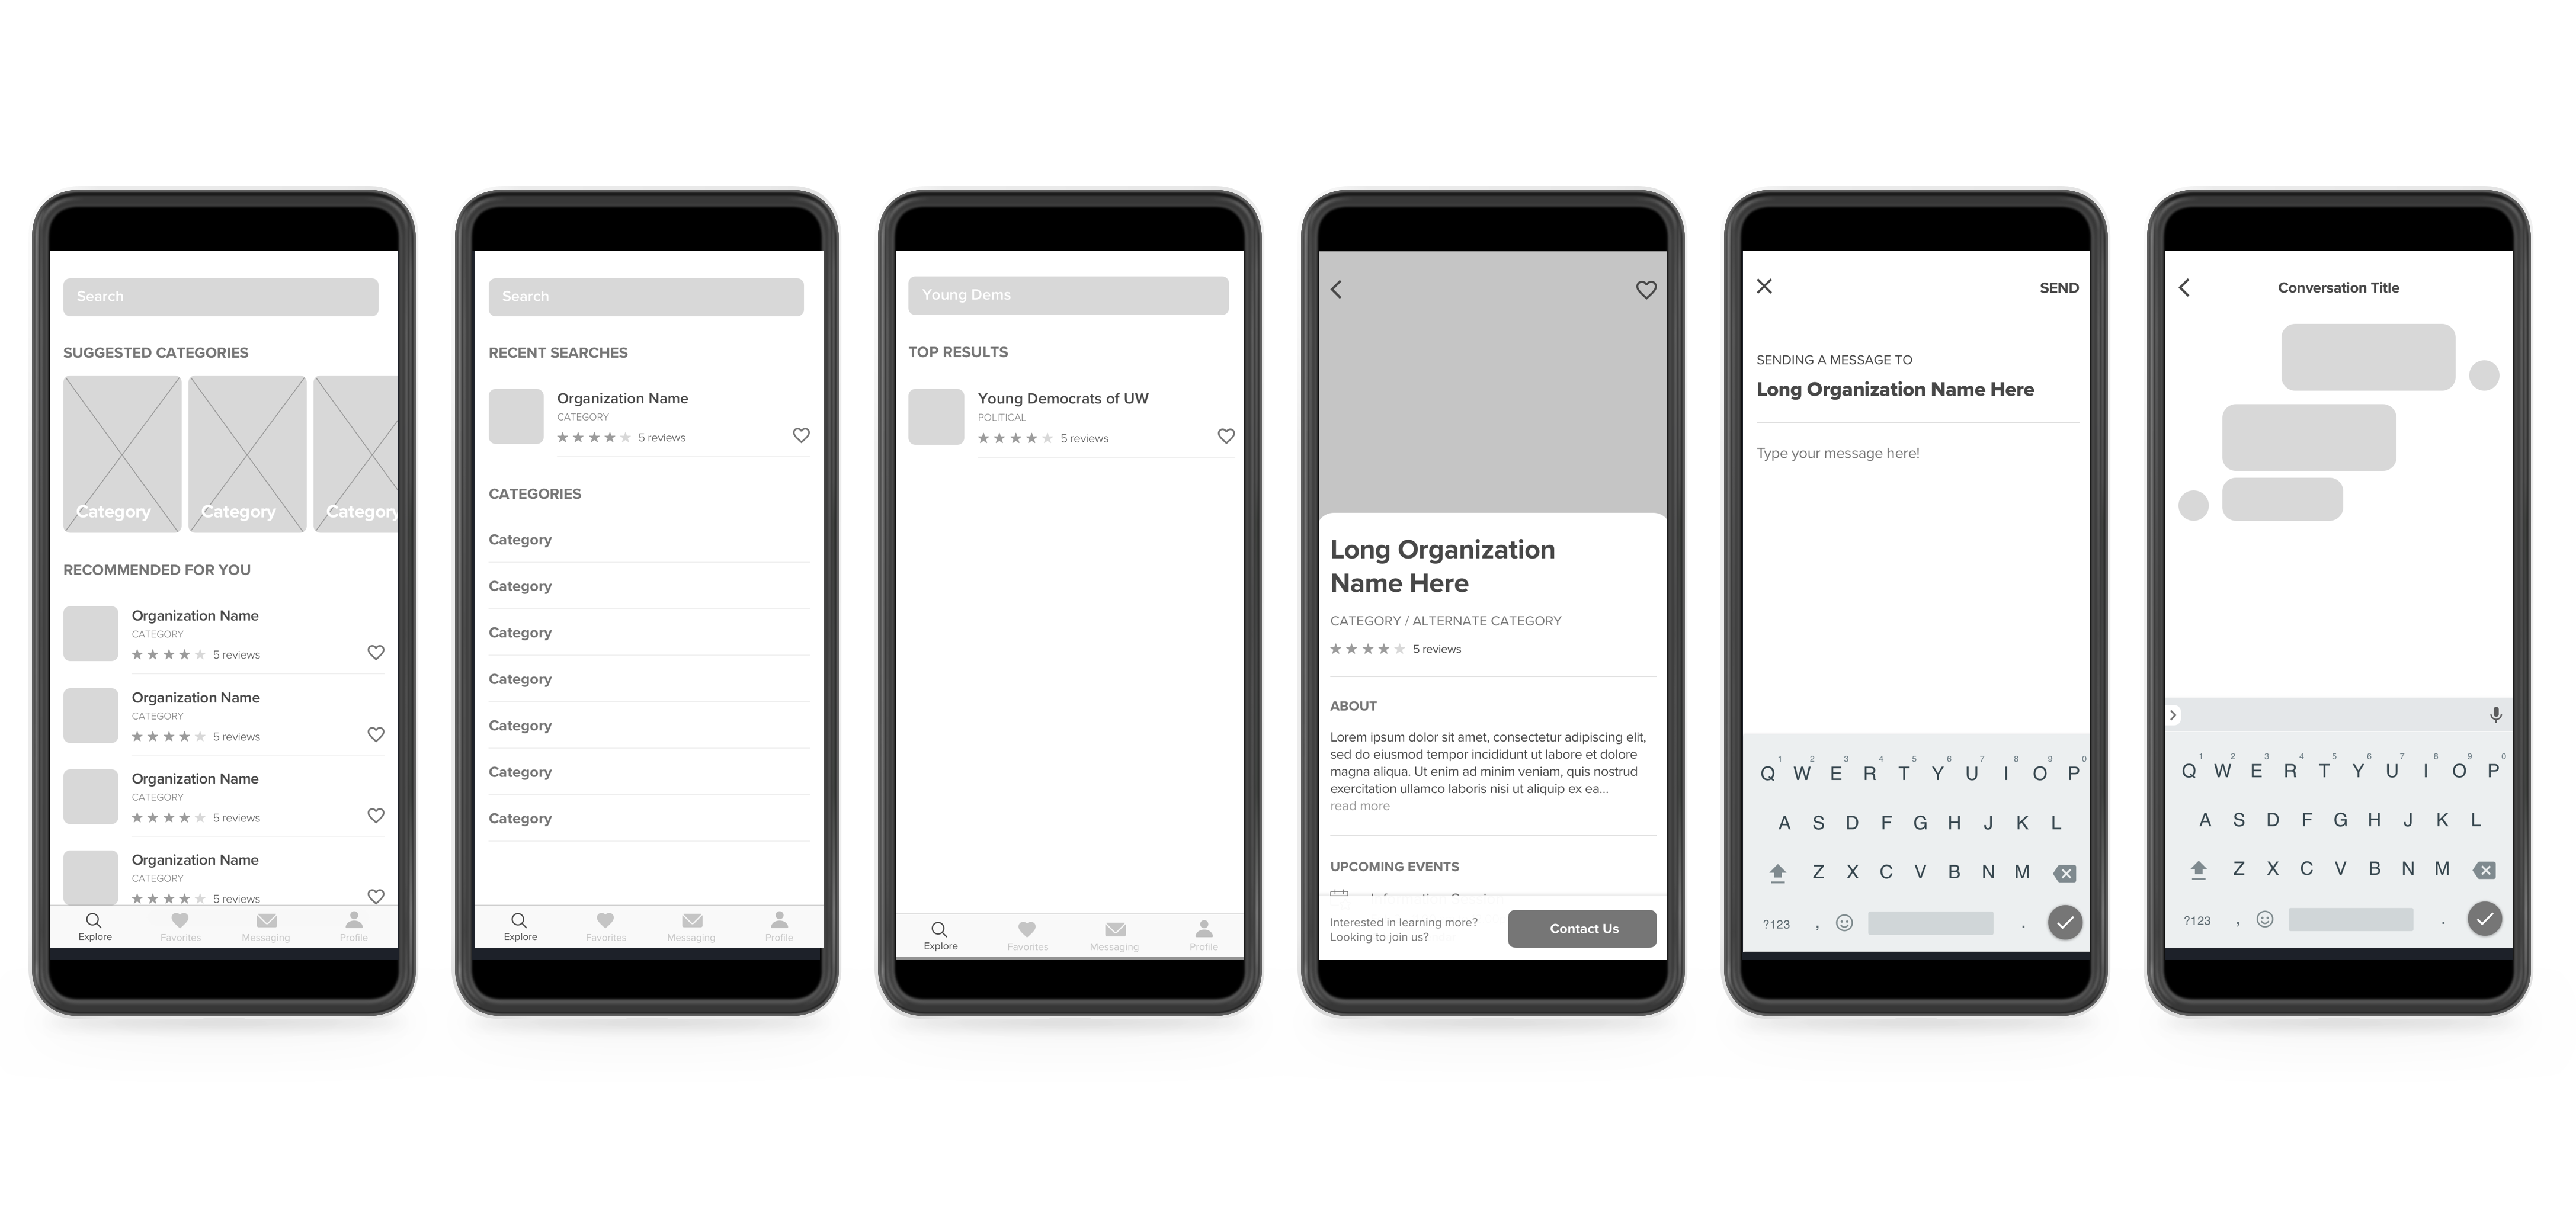 Search
SUGGESTED CATEGORIES
Category
Category
Category
RECOMMENDED FOR YOU
Organization Name
CATEGORY
5 reviews
Organization Name
CATEGORY
5 reviews
Organization Name
CATEGORY
5 reviews
Organization Name
CATEGORY
5 reviews
Explore Favorites Messaging Profile
Search
RECENT SEARCHES
Organization Name
CATEGORY
5 reviews
CATEGORIES
Category
Category
Category
Category
Category
Category
Category
Explore Favorites Messaging Profile
Young Dems
TOP RESULTS
Young Democrats of UW
POLITICAL
5 reviews
Explore Favorites Messaging Profile
Long Organization
Name Here
CATEGORY / ALTERNATE CATEGORY
5 reviews
ABOUT
Lorem ipsum dolor sit amet, consectetur adipiscing elit,
sed do eiusmod tempor incididunt ut labore et dolore
magna aliqua. Ut enim ad minim veniam, quis nostrud
exercitation ullamco laboris nisi ut aliquip ex ea...
read more
UPCOMING EVENTS
Interested in learning more?
Looking to join us?
Contact Us
SEND
SENDING A MESSAGE TO
Long Organization Name Here
Type your message here!
1 2 3 4 5 6 7 8 9 0
Q W E R T Y U I O P
A S D F G H J K L
Z X C V B N M
?123 , .
Conversation Title
1 2 3 4 5 6 7 8 9 0
Q W E R T Y U I O P
A S D F G H J K L
Z X C V B N M
?123 , .